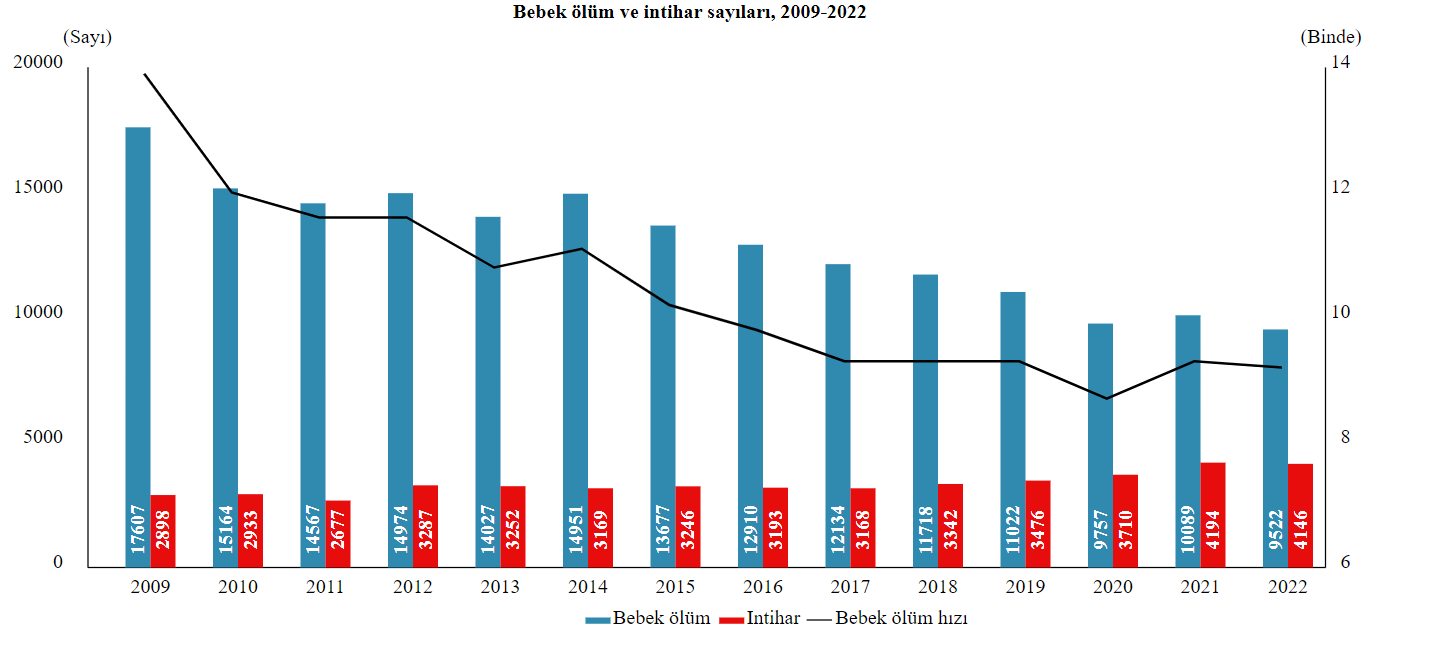 Bebek ölüm ve intihar sayıları, 2009-2022
(Sayı) (Binde)
20000 14
15000 12
10000 10
5000 8
0 6
17607 2898 15164 2933 14567 2677 14974 3287 14027 3252 14951 3169 13677 3246 12910 3193 12134 3168 11718 3342 11022 3476 9757 3710 10089 4194 9522 4146
2009 2010 2011 2012 2013 2014 2015 2016 2017 2018 2019 2020 2021 2022
Bebek ölüm Intihar Bebek ölüm hızı